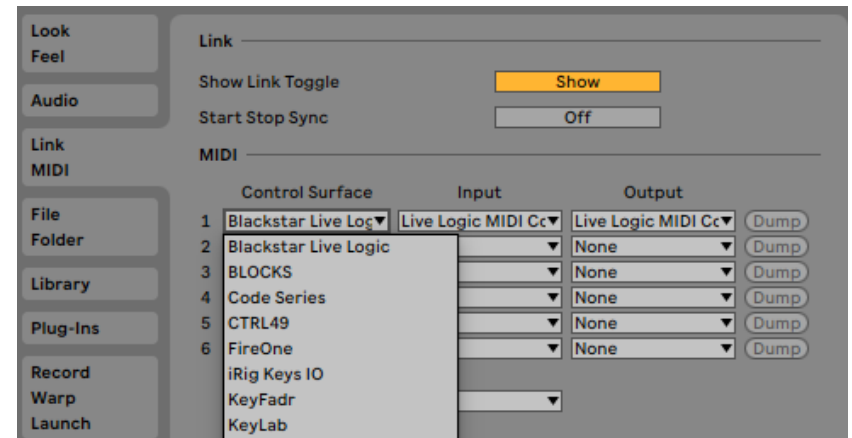 Look
Feel
Audio
Link
MIDI
File
Folder
Library
Plug-Ins
Record
Warp
Launch
Link
Show Link Toggle Show
Start Stop Sync Off
MIDI
Control Surface Input Output
1 Blackstar Live Log Live Logic MIDI Cc Live Logic MIDI Cc Dump
2 Blackstar Live Logic None Dump
3 BLOCKS None Dump
4 Code Series None Dump
5 CTRL49 None Dump
6 FireOne None Dump
iRig Keys IO
KeyFadr
KeyLab